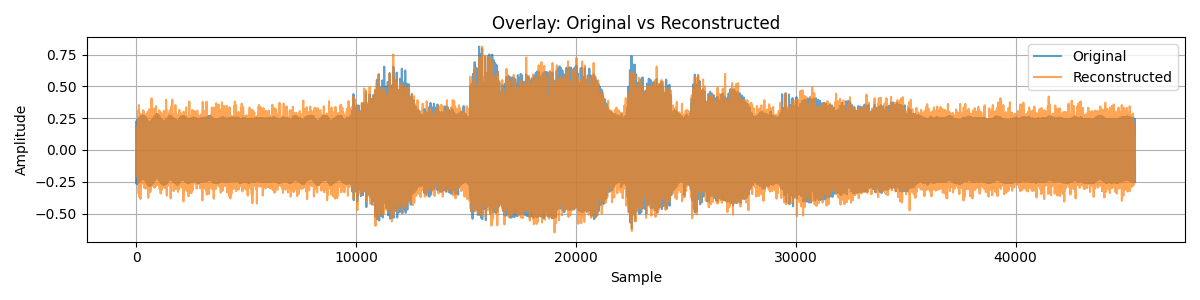 Overlay: Original vs Reconstructed
Amplitude
0.75
0.50
0.25
0.00
−0.25
−0.50
Original
Reconstructed
0
10000
20000
30000
40000
Sample